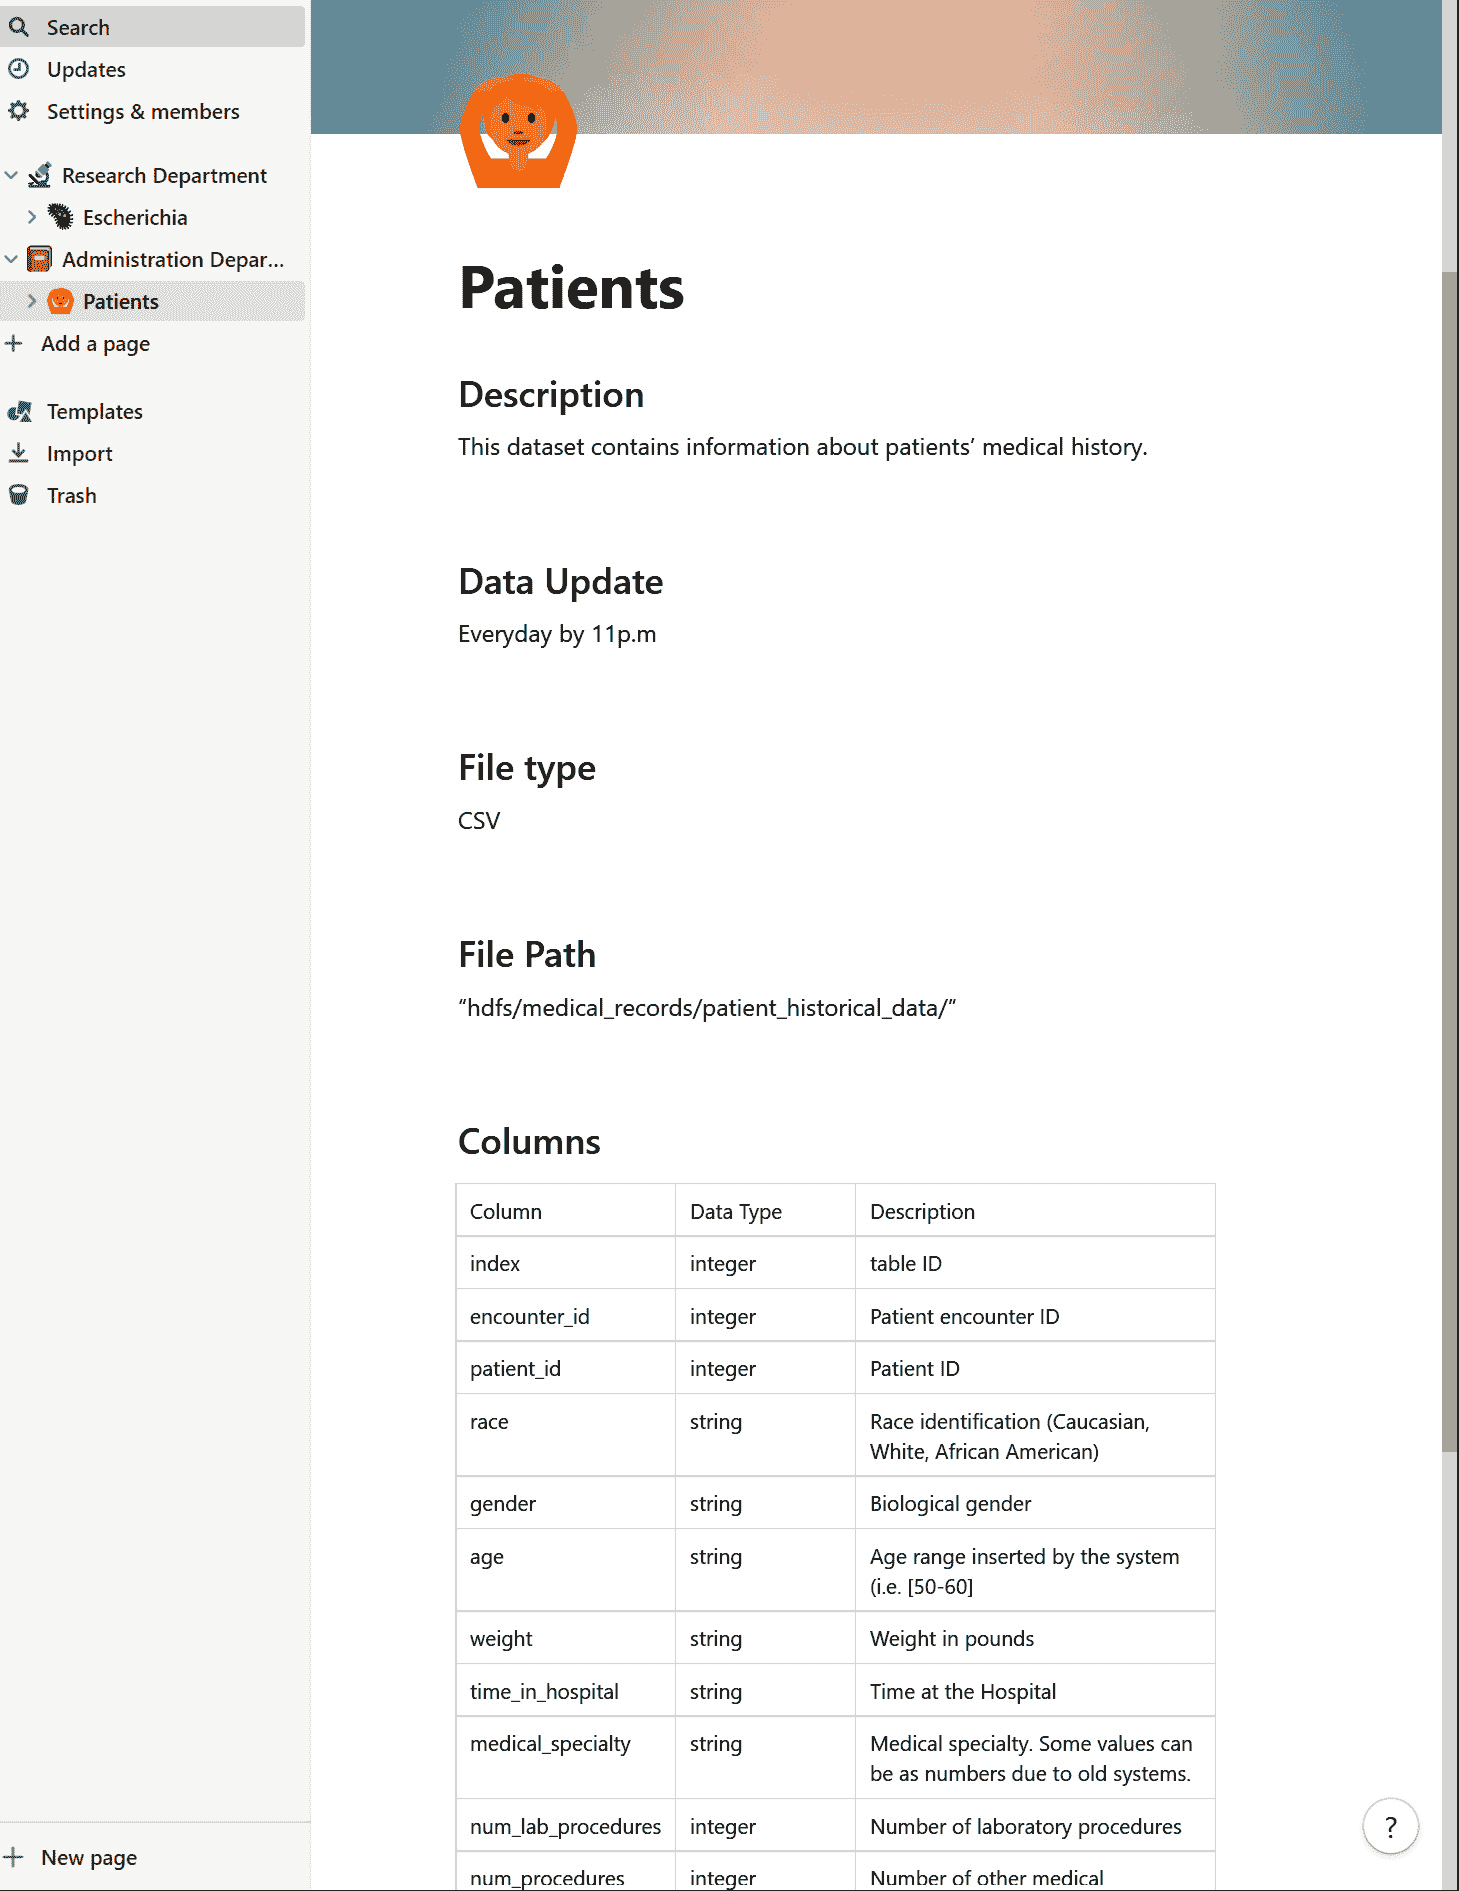 Search
Updates
Settings & members
Research Department
Escherichia
Administration Depar...
Patients
Add a page
Templates
Import
Trash
New page
Patients
Description
This dataset contains information about patients’ medical history.
Data Update
Everyday by 11p.m
File type
CSV
File Path
“hdfs/medical_records/patient_historical_data/”
Columns
Column Data Type Description
index integer table ID
encounter_id integer Patient encounter ID
patient_id integer Patient ID
race string Race identification (Caucasian,
White, African American)
gender string Biological gender
age string Age range inserted by the system
(i.e. [50-60]
weight string Weight in pounds
time_in_hospital string Time at the Hospital
medical_specialty string Medical specialty. Some values can
be as numbers due to old systems.
num_lab_procedures integer Number of laboratory procedures
num_procedures integer Number of other medical
?